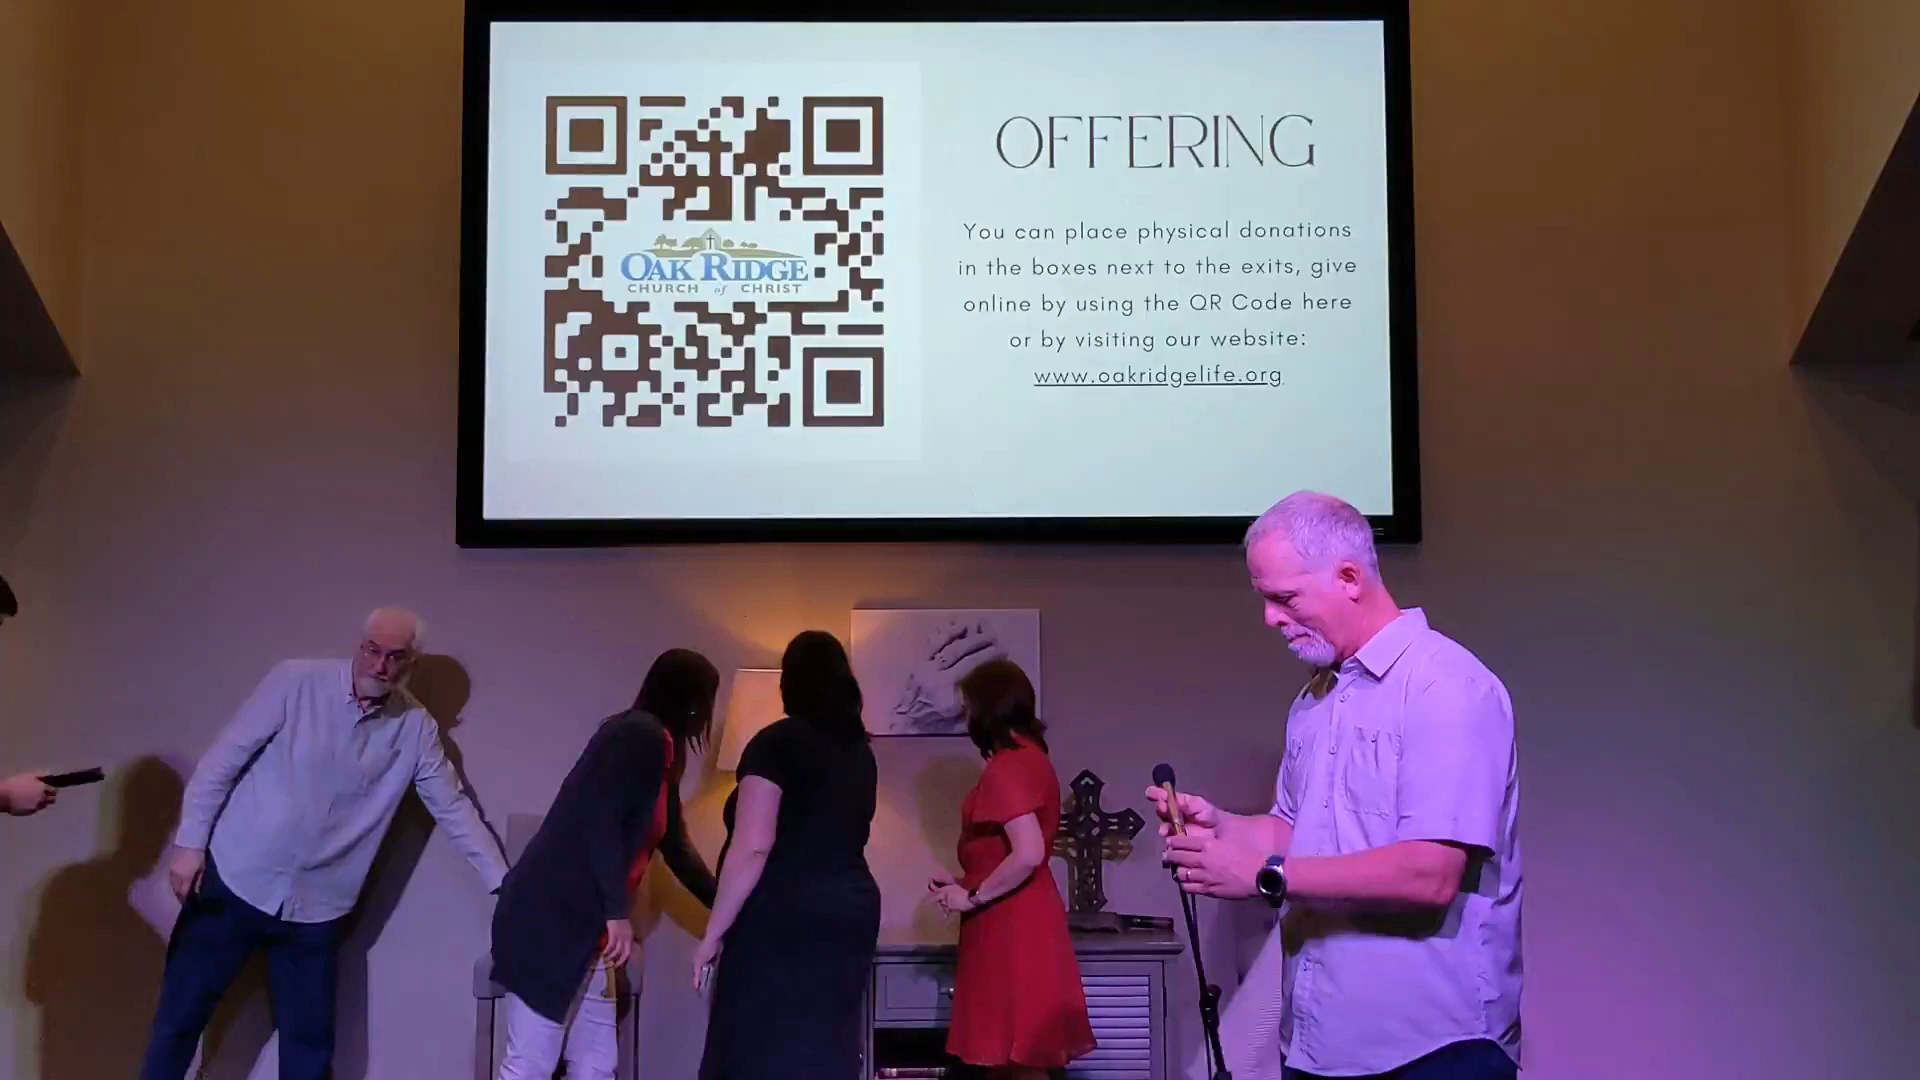 OFFERING
You can place physical donations
in the boxes next to the exits, give
online by using the QR Code here
or by visiting our website:
www.oakridgelife.org
OAK RIDGE
CHURCH of CHRIST